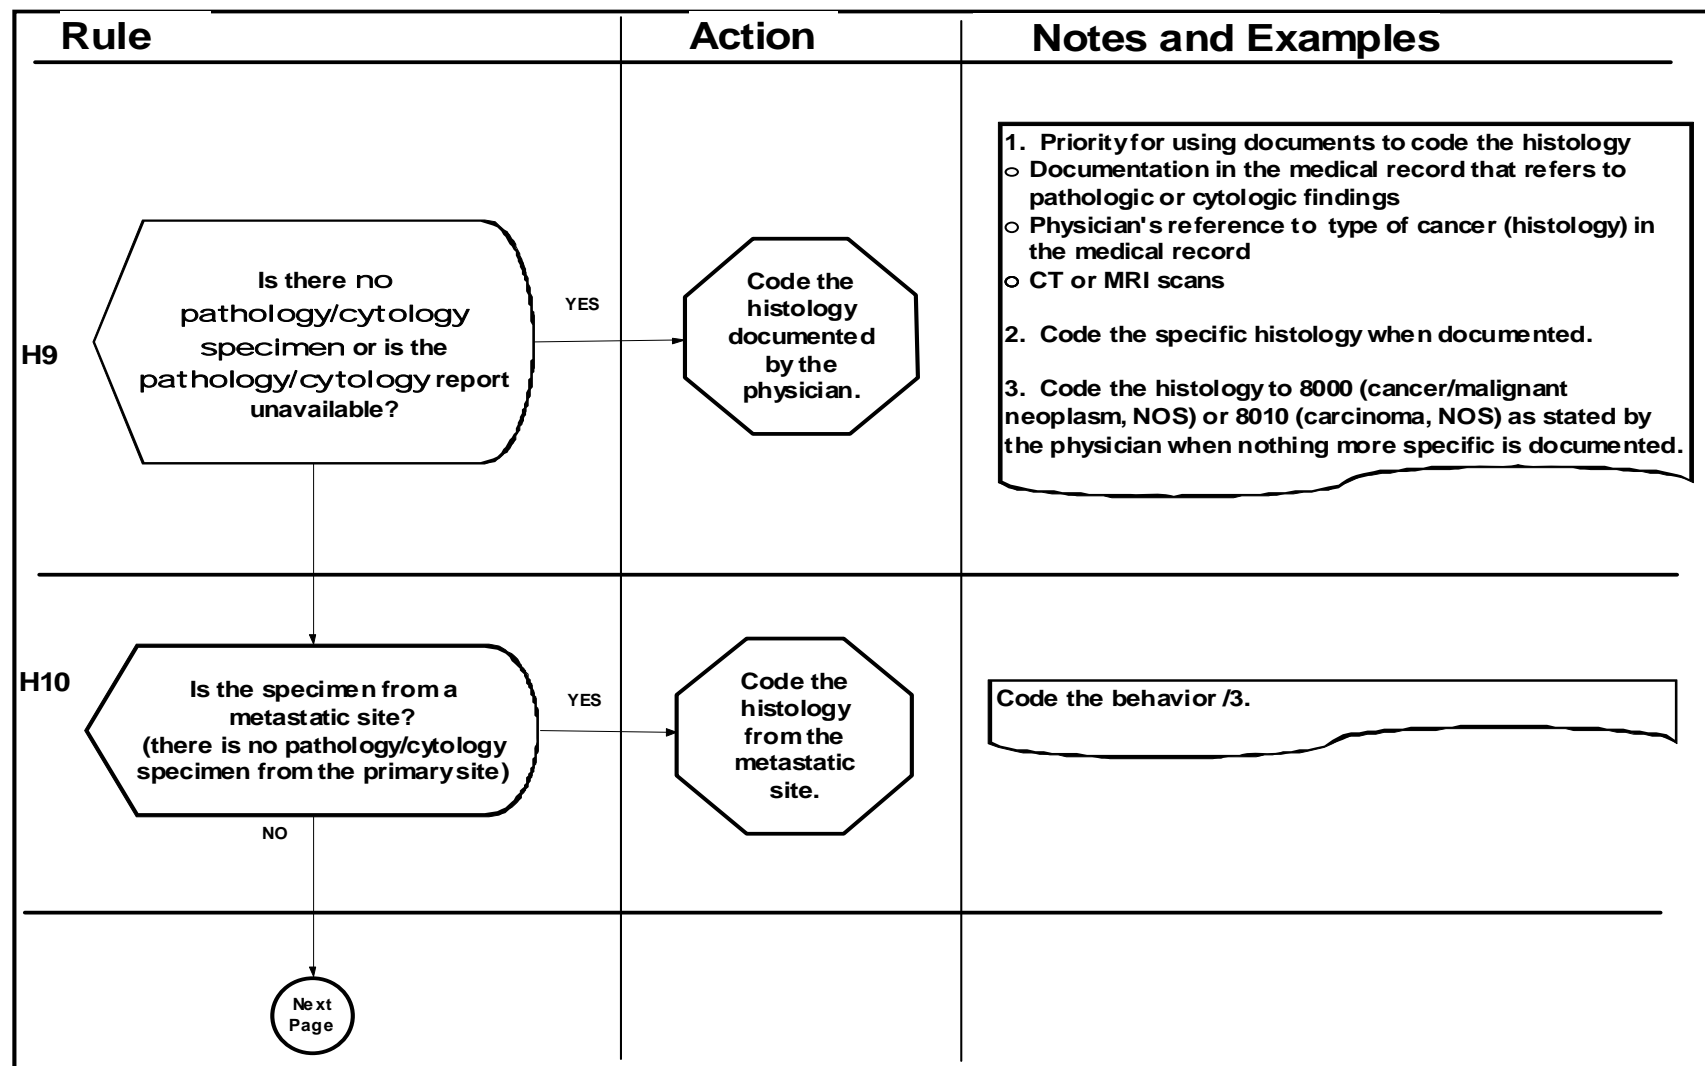 Rule
Action
Notes and Examples
H9
Is there no
pathology/cytology
specimen or is the
pathology/cytology report
unavailable?
YES
Code the
histology
documented
by the
physician.
1. Priority for using documents to code the histology
o Documentation in the medical record that refers to
pathologic or cytologic findings
o Physician's reference to type of cancer (histology) in
the medical record
o CT or MRI scans
2. Code the specific histology when documented.
3. Code the histology to 8000 (cancer/malignant
neoplasm, NOS) or 8010 (carcinoma, NOS) as stated by
the physician when nothing more specific is documented.
H10
Is the specimen from a
metastatic site?
(there is no pathology/cytology
specimen from the primary site)
YES
Code the
histology
from the
metastatic
site.
Code the behavior /3.
NO
Next
Page